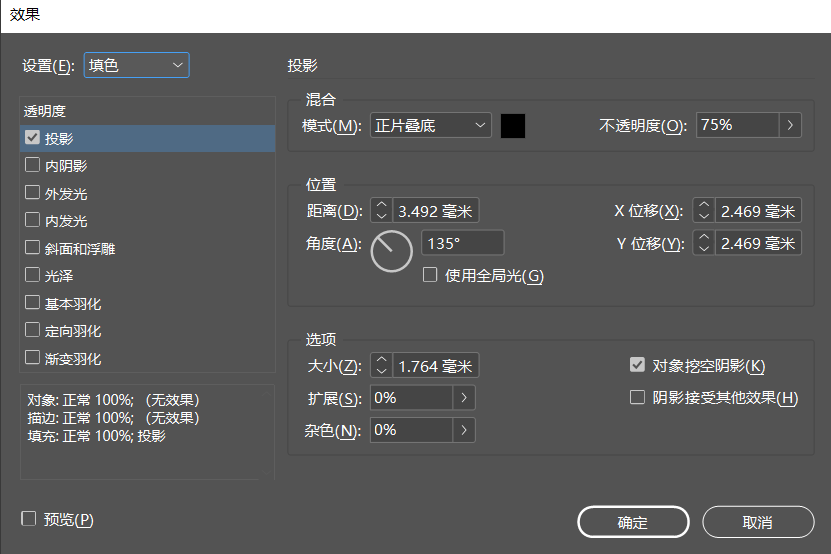 效果
设置(E): 填色
透明度
投影
内阴影
外发光
内发光
斜面和浮雕
光泽
基本羽化
定向羽化
渐变羽化
对象: 正常 100%; （无效果）
描边: 正常 100%; （无效果）
填充: 正常 100%; 投影
预览(P)
投影
混合
模式(M): 正片叠底 不透明度(O): 75%
位置
距离(D): 3.492 毫米 X 位移(X): 2.469 毫米
角度(A): 135° Y 位移(Y): 2.469 毫米
使用全局光(G)
选项
大小(Z): 1.764 毫米 对象挖空阴影(K)
扩展(S): 0% 阴影接受其他效果(H)
杂色(N): 0%
确定 取消